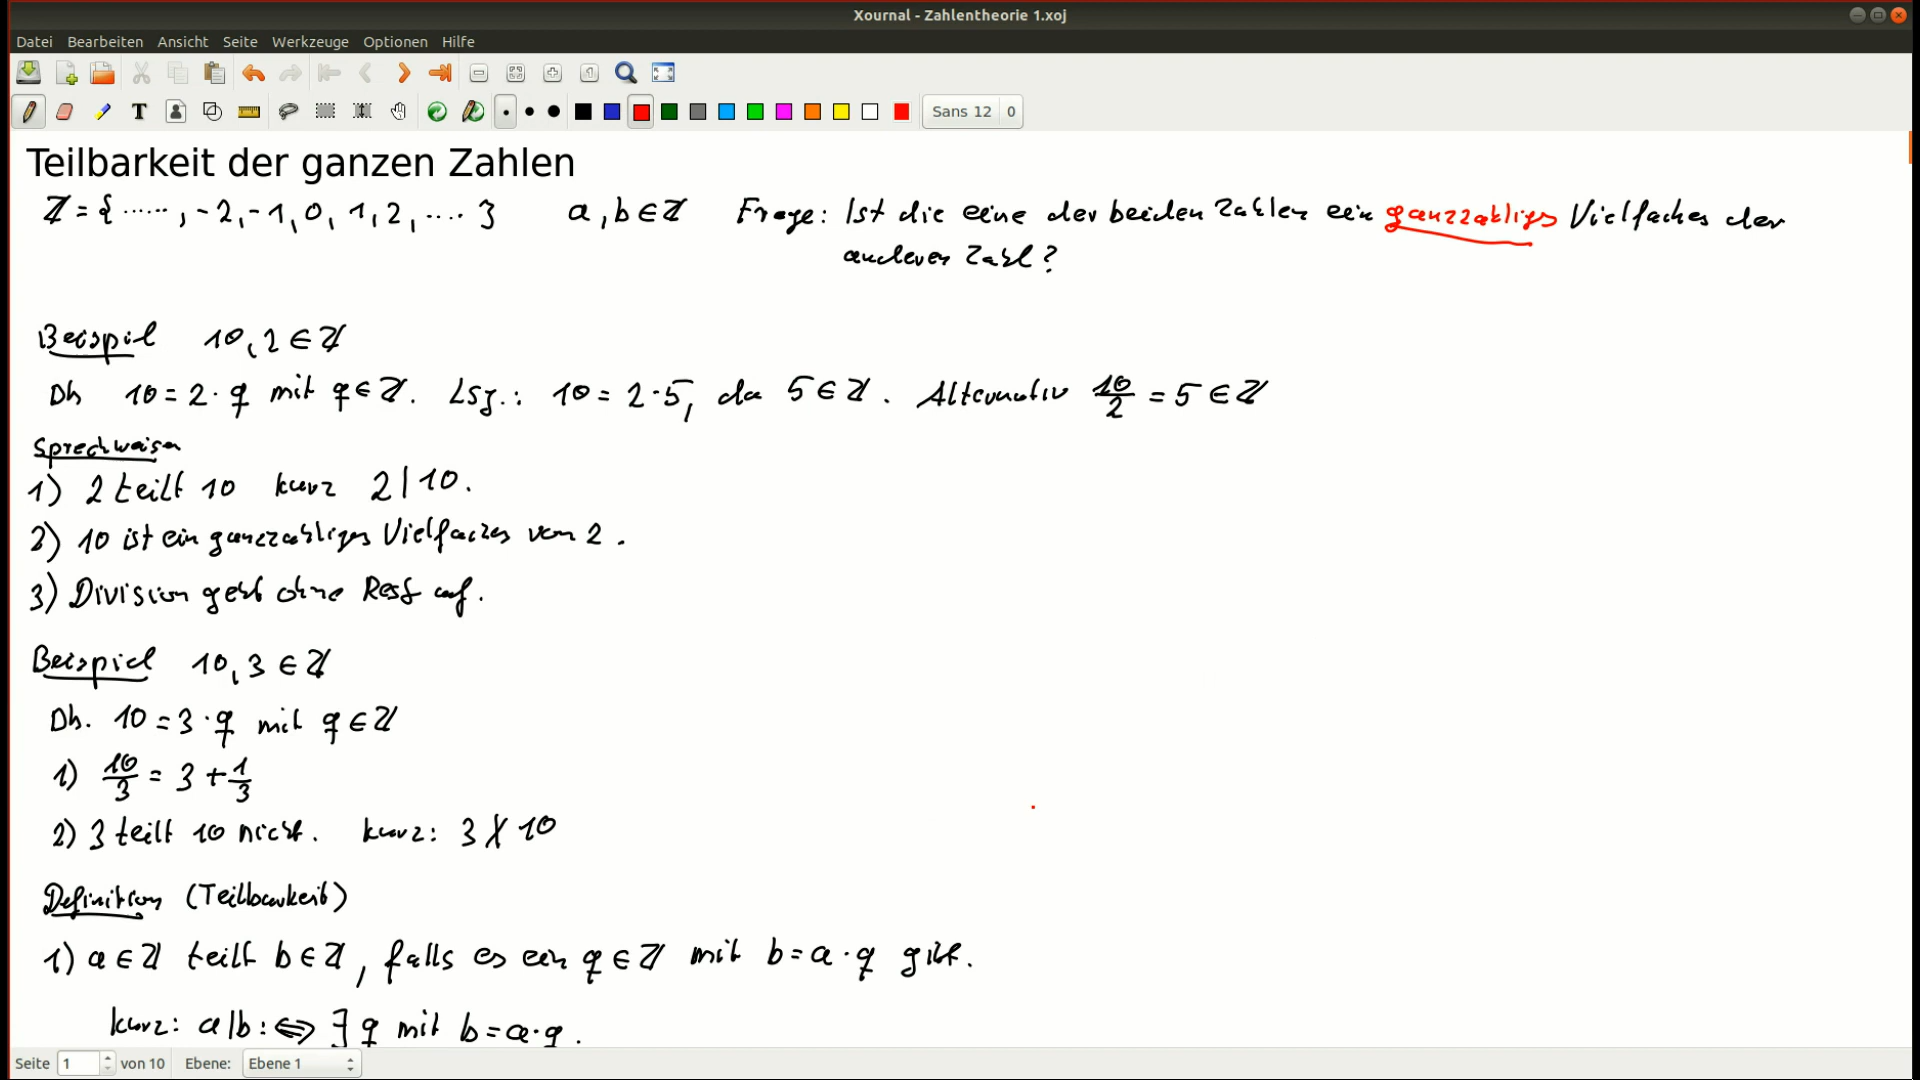 Xournal - Zahlentheorie 1.xoj
Datei Bearbeiten Ansicht Seite Werkzeuge Optionen Hilfe
Sans 12 0
Teilbarkeit der ganzen Zahlen
ℤ = {......, -2, -1, 0, 1, 2, .... } a, b ∈ ℤ Frage: Ist die eine der beiden Zahlen ein ganzzahliges Vielfaches der
anderen Zahl?
Beispiel 10, 2 ∈ ℤ
Dh 10 = 2 · q mit q ∈ ℤ. Lsg.: 10 = 2 · 5, da 5 ∈ ℤ. Alternativ 10/2 = 5 ∈ ℤ
Sprechweisen
1) 2 teilt 10 kurz 2 | 10.
2) 10 ist ein ganzzahliges Vielfaches von 2.
3) Division geht ohne Rest auf.
Beispiel 10, 3 ∈ ℤ
Dh. 10 = 3 · q mit q ∈ ℤ
1) 10/3 = 3 + 1/3
2) 3 teilt 10 nicht. kurz: 3 ∤ 10
Definition (Teilbarkeit)
1) a ∈ ℤ teilt b ∈ ℤ, falls es ein q ∈ ℤ mit b = a · q gibt.
kurz: a|b :⇔ ∃ q mit b = a · q.
Seite 1 von 10 Ebene: Ebene 1